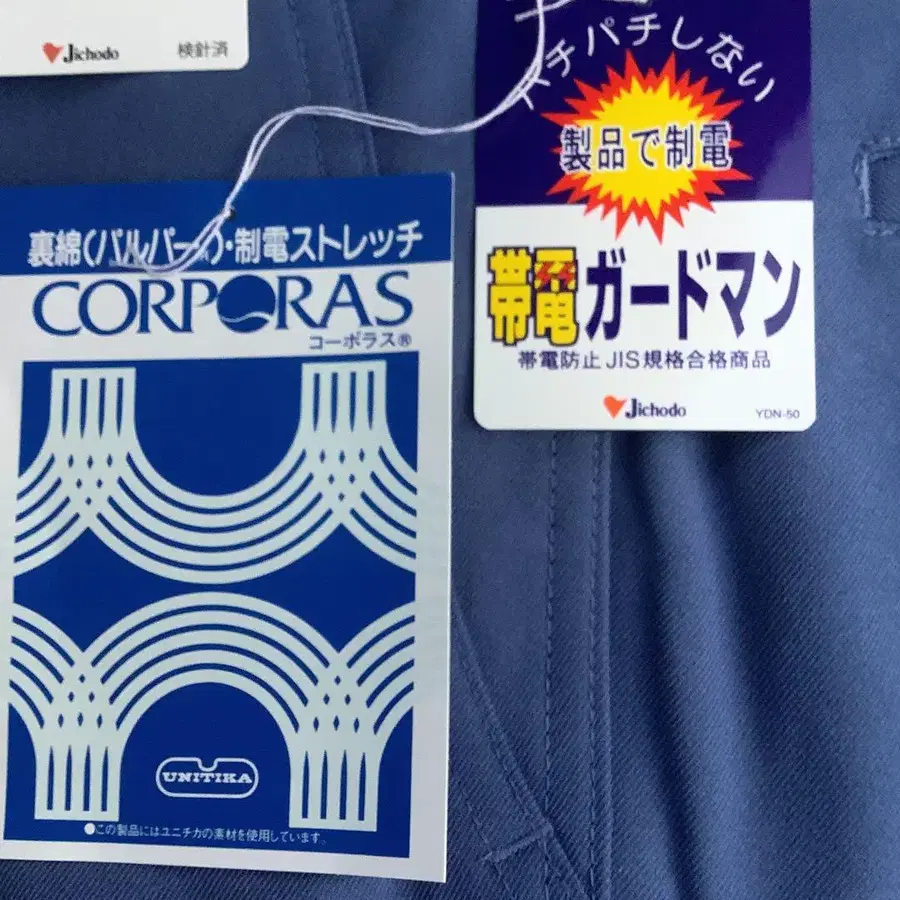 Jichodo 検針済
パチパチしない
製品で制電
帯電ガードマン
帯電防止 JIS規格合格商品
Jichodo YDN-50
裏綿(パルパー)・制電ストレッチ
CORPORAS
コーポラス®
UNITIKA
●この製品にはユニチカの素材を使用しています。